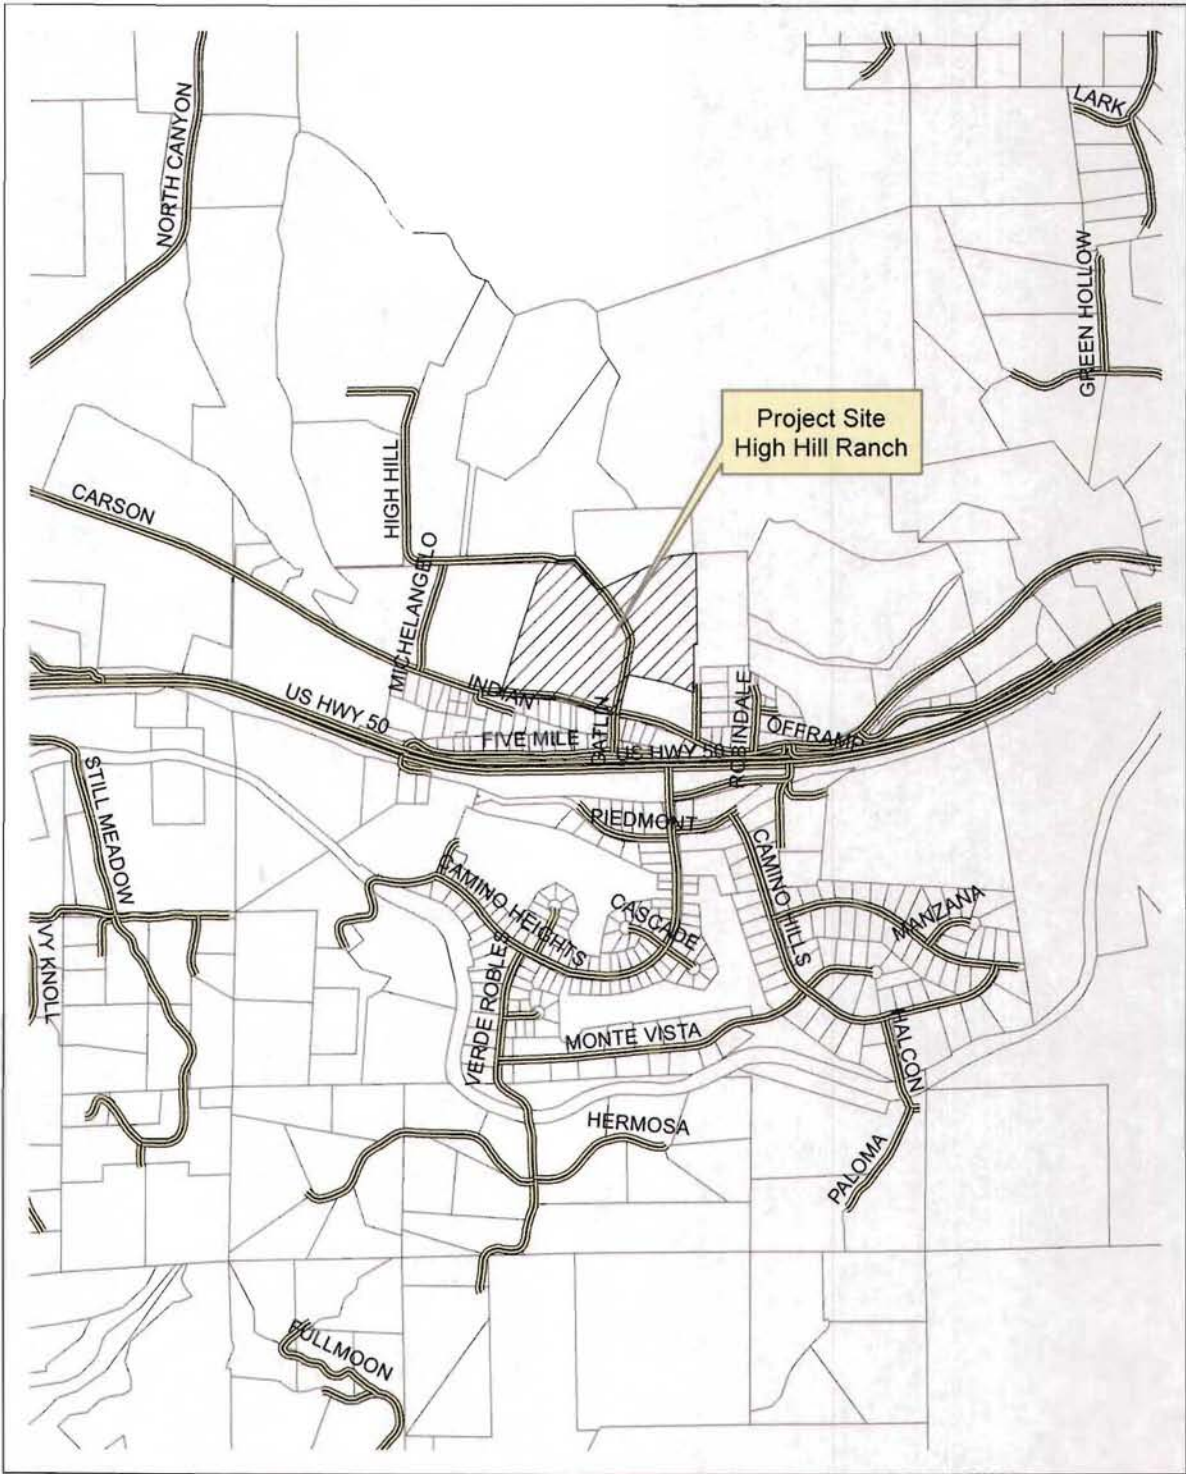 LARK
NORTH CANYON
GREEN HOLLOW
Project Site
High Hill Ranch
HIGH HILL
CARSON
MICHELANGELO
INDIAN
GATLIN
ROBINDALE
OFFRAMP
US HWY 50
FIVE MILE
US HWY 50
STILL MEADOW
PIEDMONT
CAMINO HILLS
CAMINO HEIGHTS
CASCADE
MANZANA
VY KNOLL
VERDE ROBLES
MONTE VISTA
HALCON
HERMOSA
PALOMA
FULLMOON